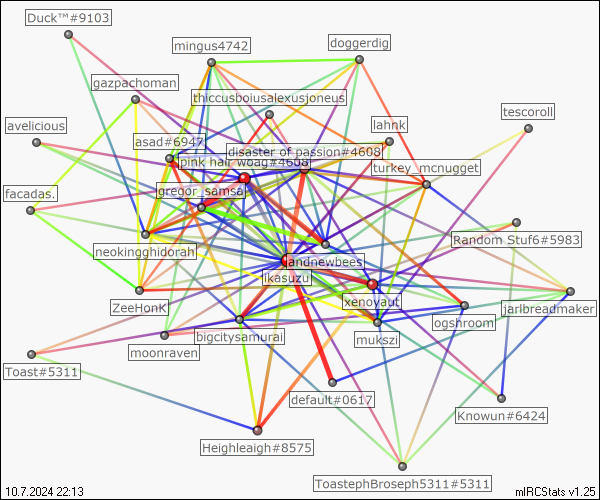 Duck™#9103
mingus4742
doggerdig
gazpachoman
thiccusboiusalexusjoneus
tescoroll
lahnk
avelicious
asad#6947
disaster of passion#4608
pink hair woag#4608
turkey_mcnugget
gregor_samsa
facadas.
Random Stuf6#5983
neokingghidorah
andnewbees
ikasuzu
xenoyaut
jarlbreadmaker
ZeeHonK
ogshroom
bigcitysamurai
mukszi
moonraven
Toast#5311
default#0617
Knowun#6424
Heighleaigh#8575
ToastephBroseph5311#5311
10.7.2024 22:13
mIRCStats v1.25